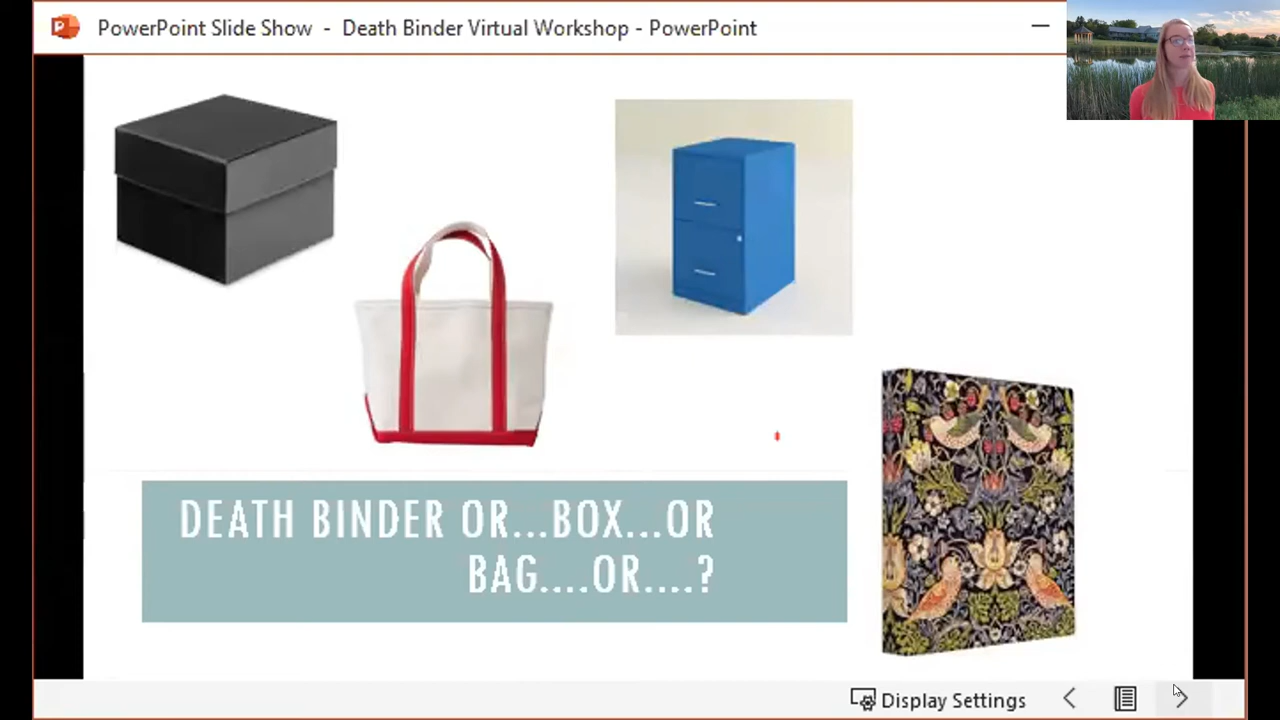 PowerPoint Slide Show - Death Binder Virtual Workshop - PowerPoint
DEATH BINDER OR...BOX...OR
BAG....OR....?
Display Settings